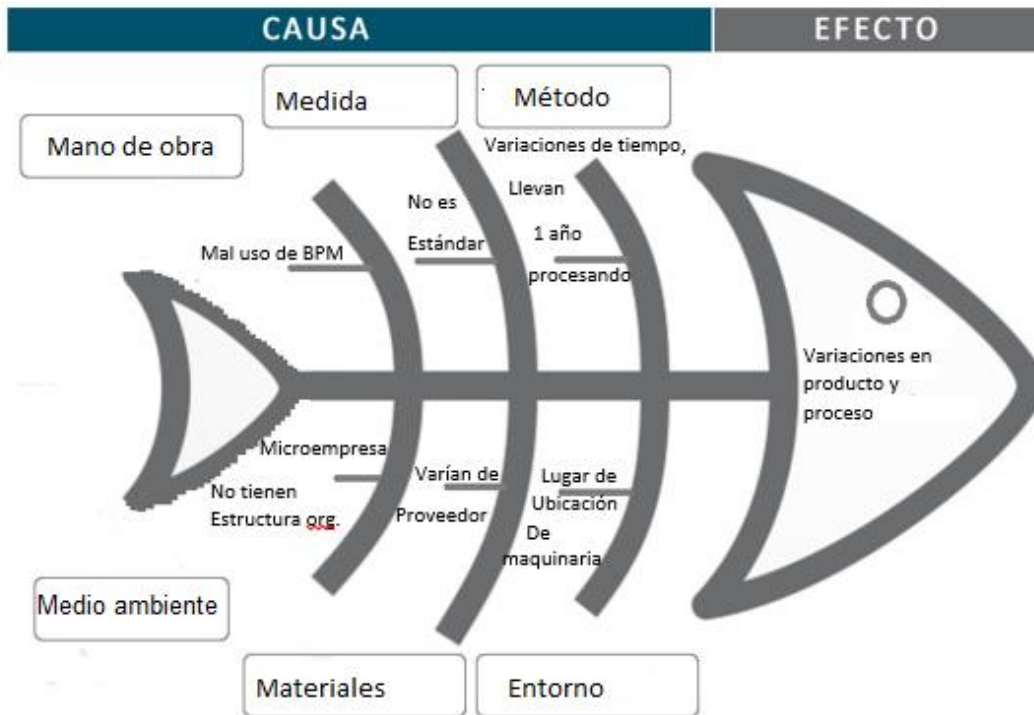 CAUSA
EFECTO
Medida
Método
Mano de obra
Variaciones de tiempo,
Llevan
1 año
procesando
No es
Estándar
Mal uso de BPM
Variaciones en
producto y
proceso
Microempresa
No tienen
Estructura org.
Varían de
Proveedor
Lugar de
Ubicación
De
maquinaria
Medio ambiente
Materiales
Entorno